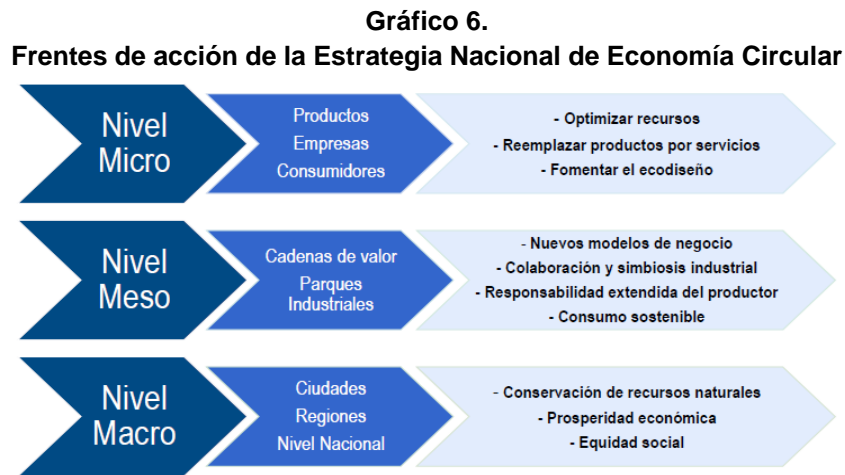 Gráfico 6.
Frentes de acción de la Estrategia Nacional de Economía Circular
Nivel
Micro
Productos
Empresas
Consumidores
- Optimizar recursos
- Reemplazar productos por servicios
- Fomentar el ecodiseño
Nivel
Meso
Cadenas de valor
Parques
Industriales
- Nuevos modelos de negocio
- Colaboración y simbiosis industrial
- Responsabilidad extendida del productor
- Consumo sostenible
Nivel
Macro
Ciudades
Regiones
Nivel Nacional
- Conservación de recursos naturales
- Prosperidad económica
- Equidad social